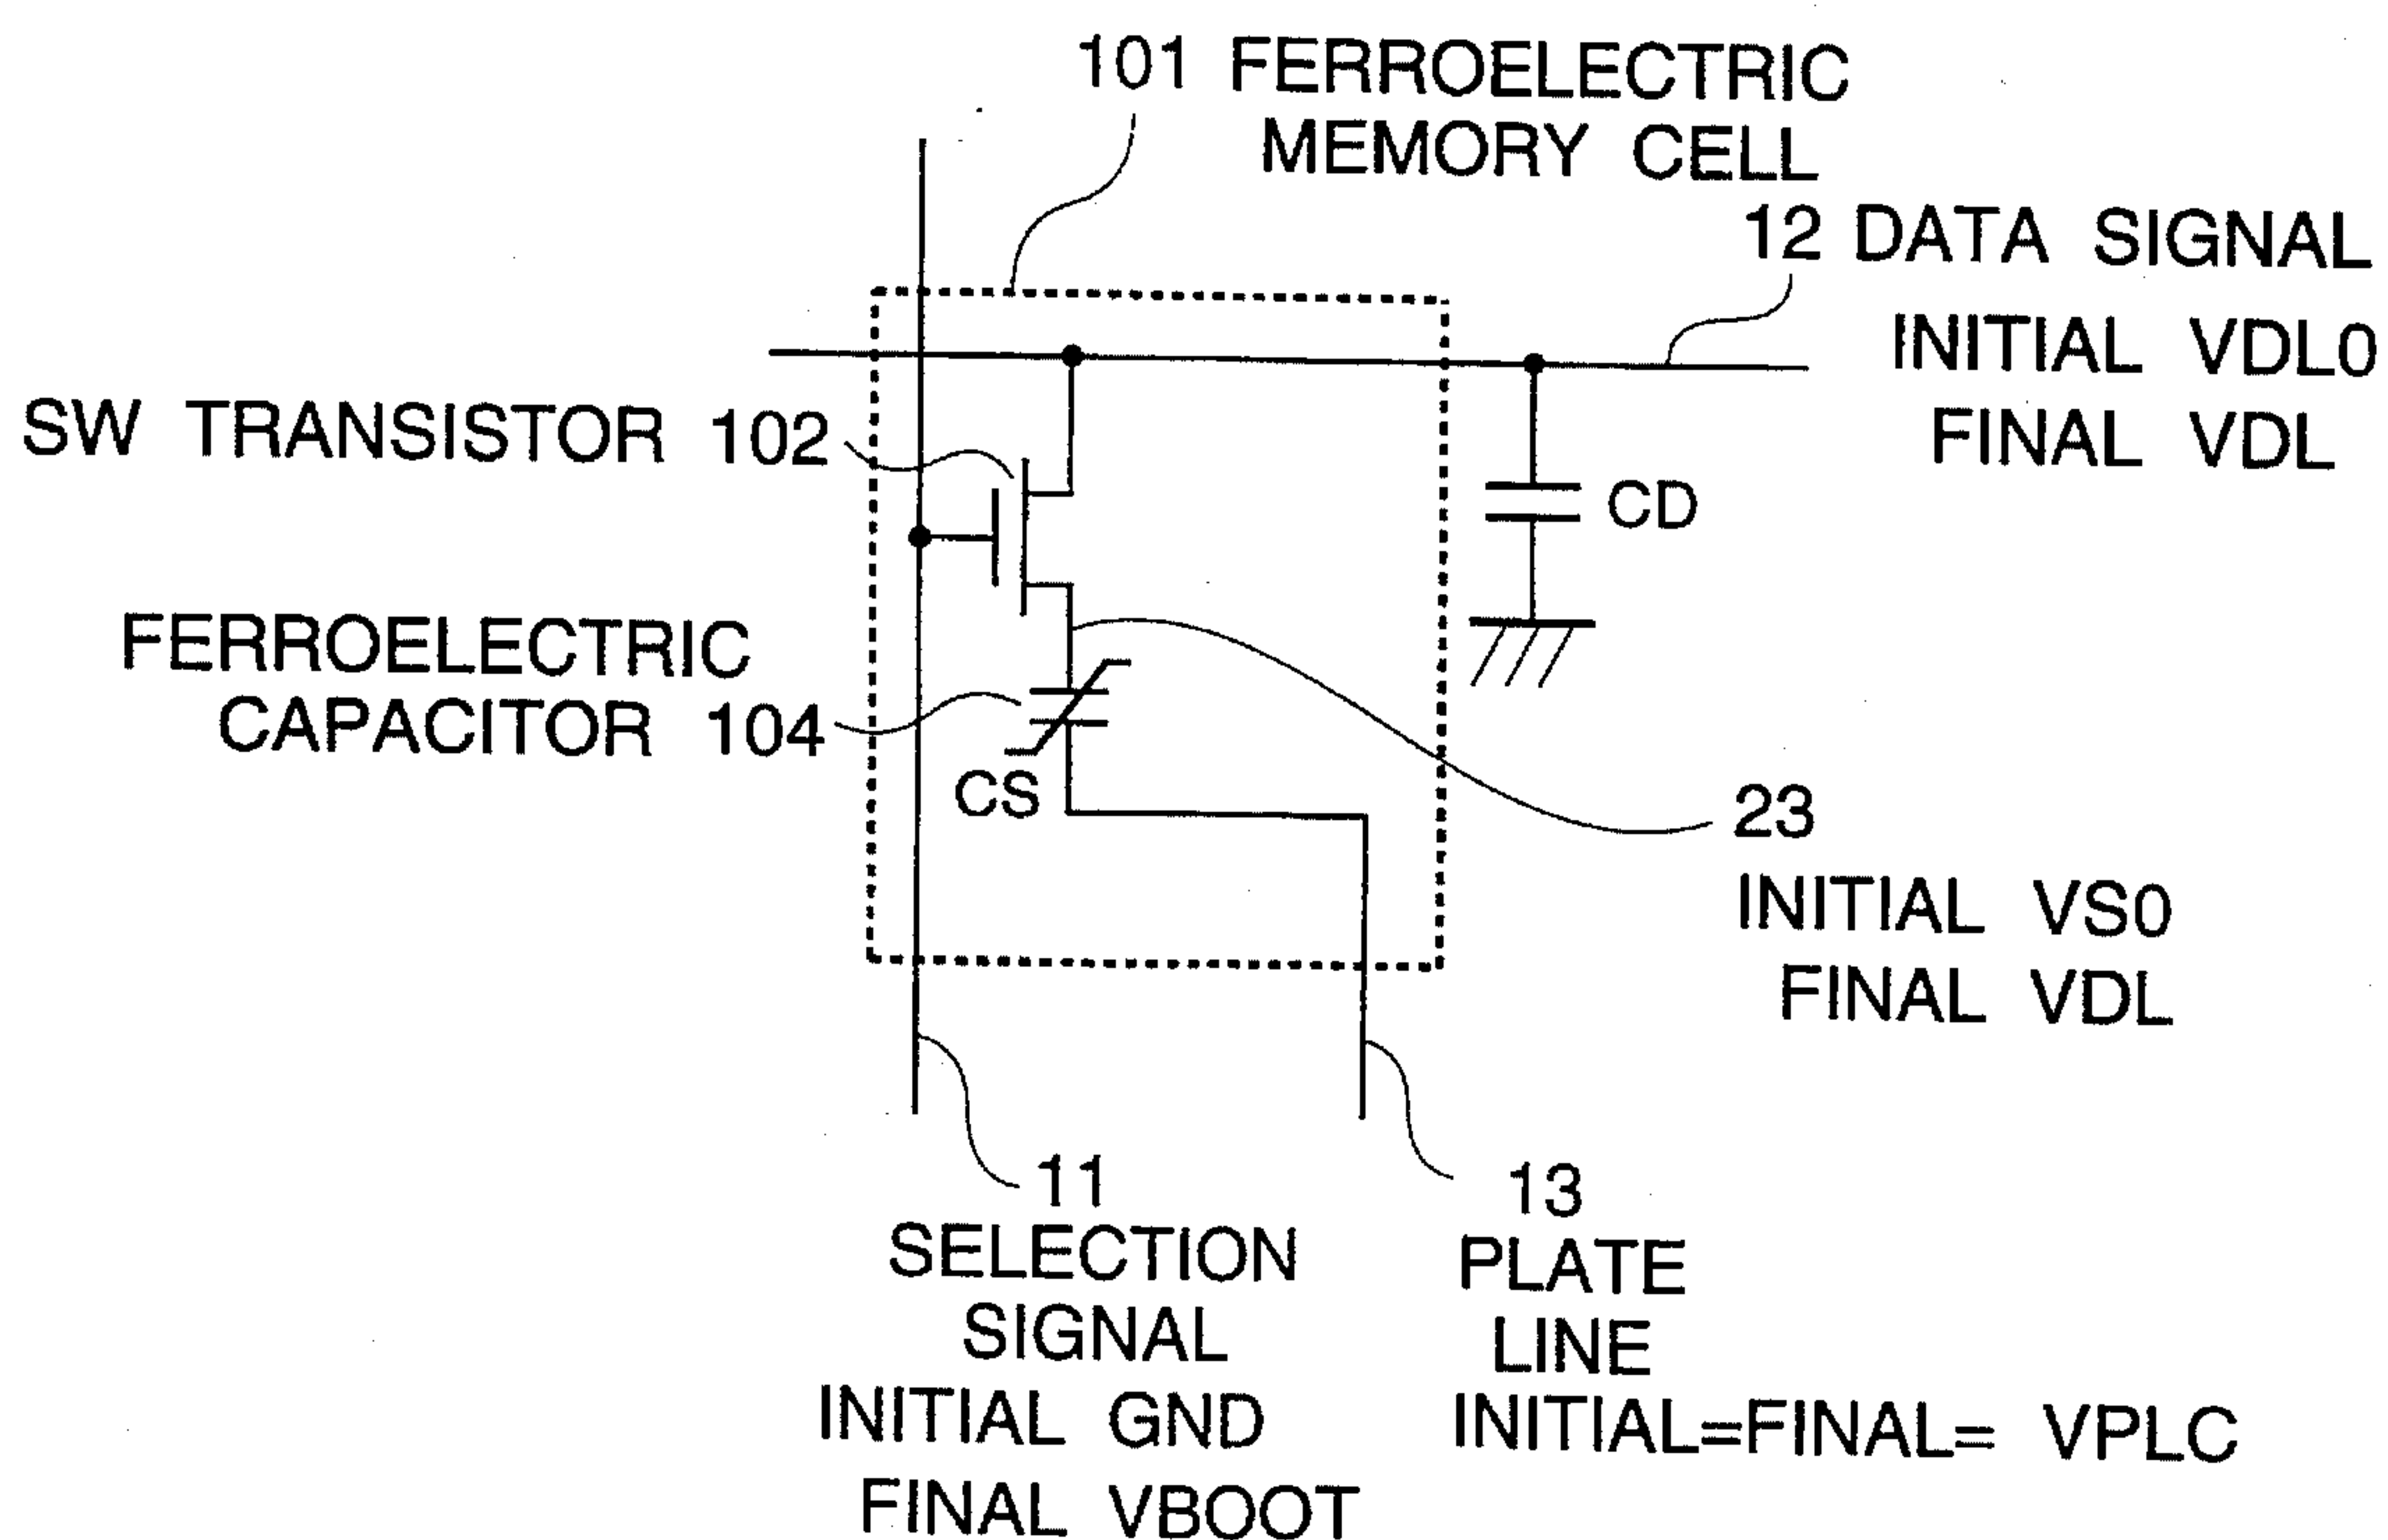 101 FERROELECTRIC
MEMORY CELL
12 DATA SIGNAL
INITIAL VDL0
FINAL VDL
SW TRANSISTOR 102
CD
FERROELECTRIC
CAPACITOR 104
CS
23
INITIAL VS0
FINAL VDL
11
SELECTION
SIGNAL
INITIAL GND
FINAL VBOOT
13
PLATE
LINE
INITIAL=FINAL= VPLC